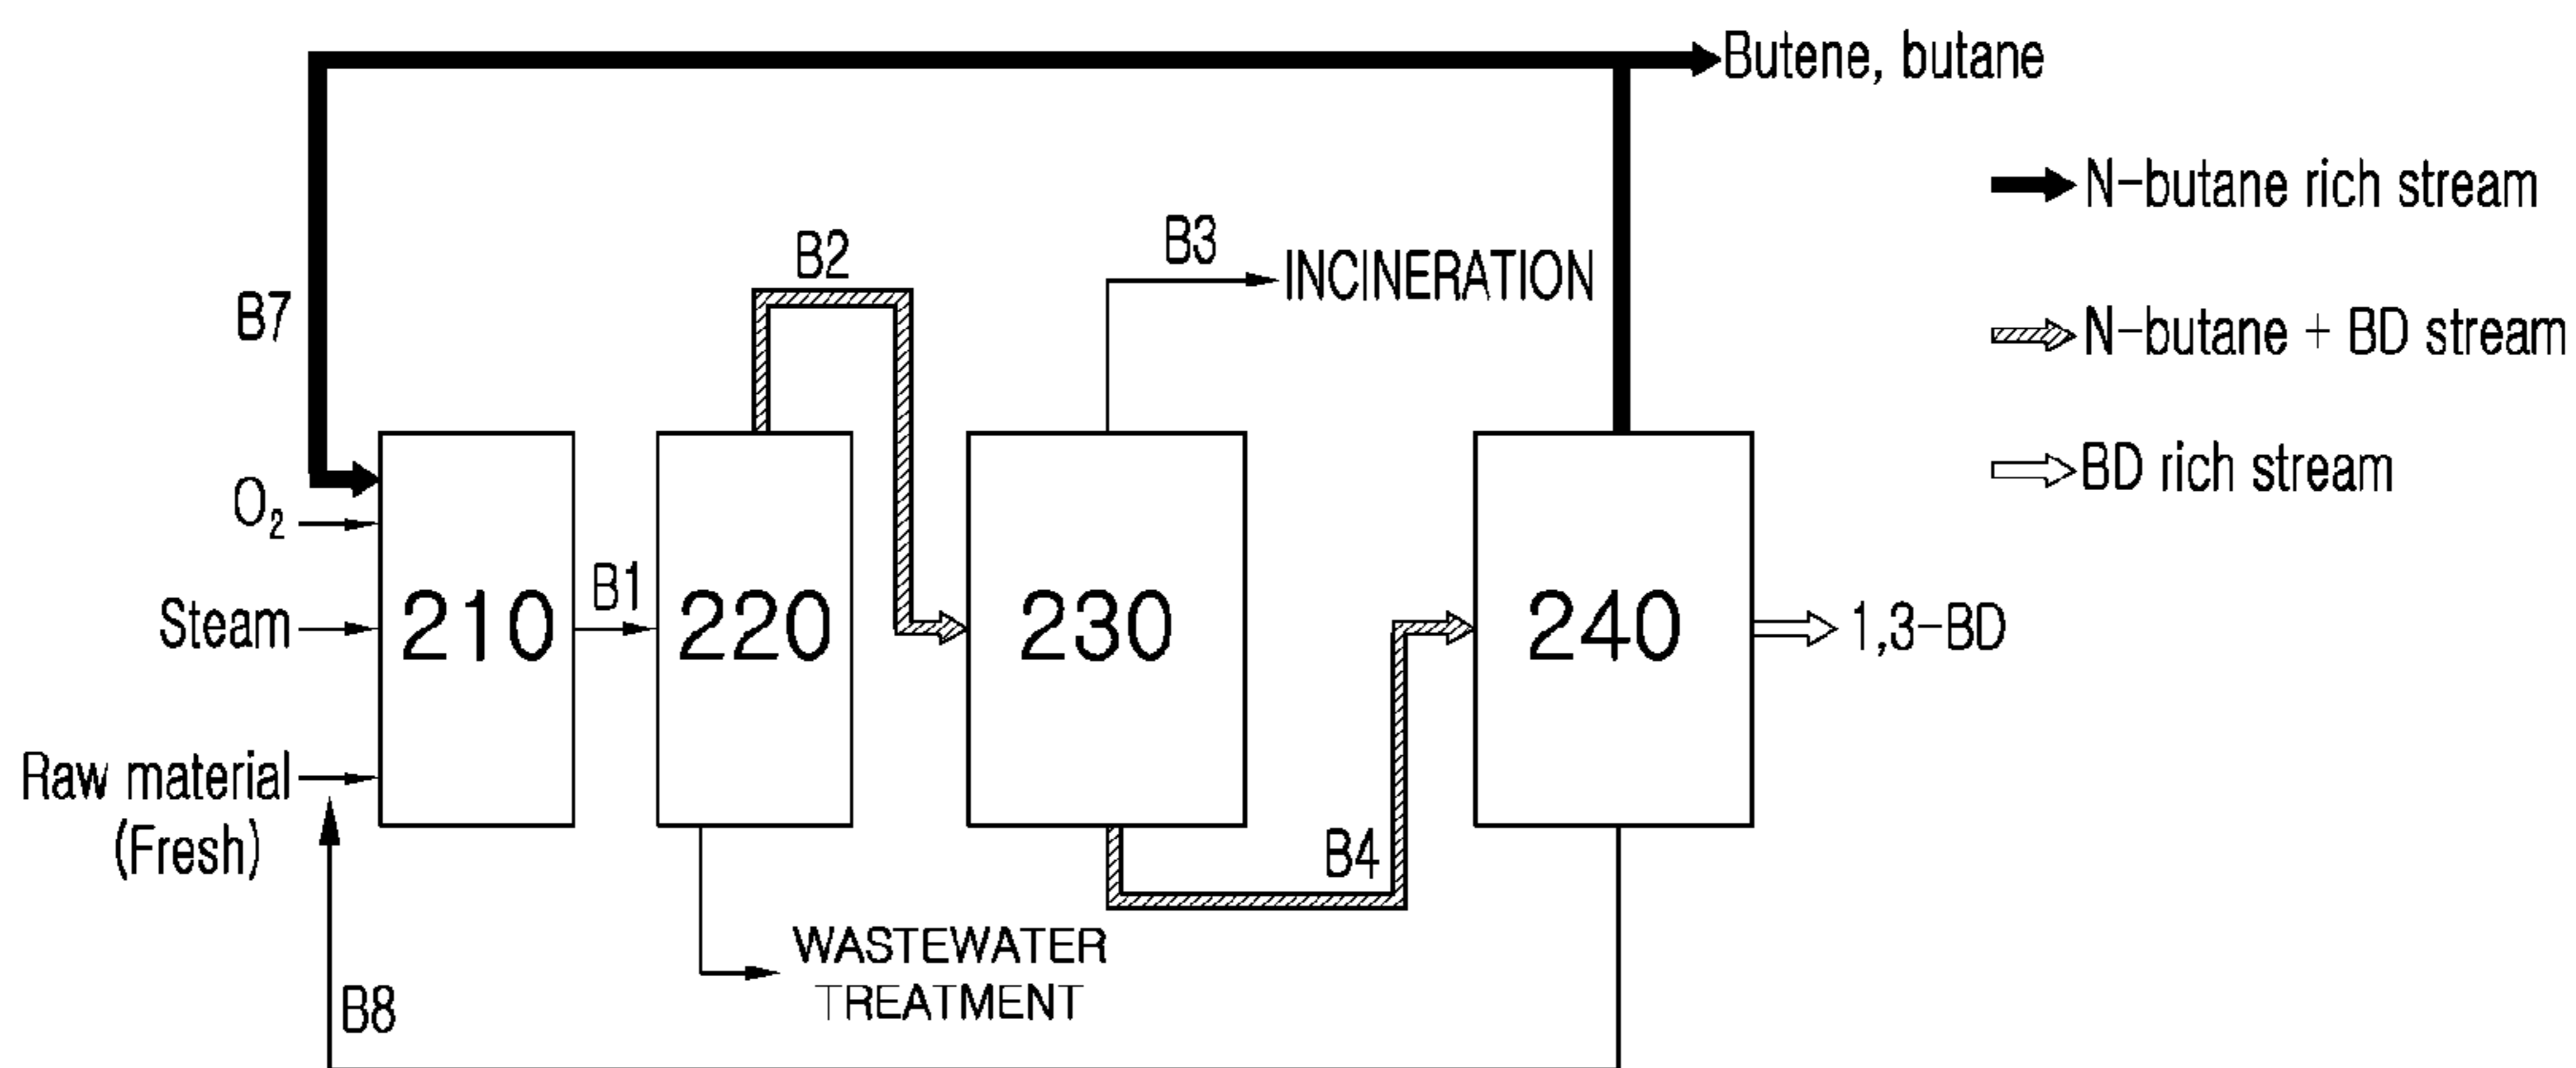 Butene, butane
N-butane rich stream
N-butane + BD stream
BD rich stream
B2
B3
INCINERATION
B7
O₂
Steam
Raw material
(Fresh)
210
B1
220
230
240
1,3-BD
B4
WASTEWATER
TREATMENT
B8